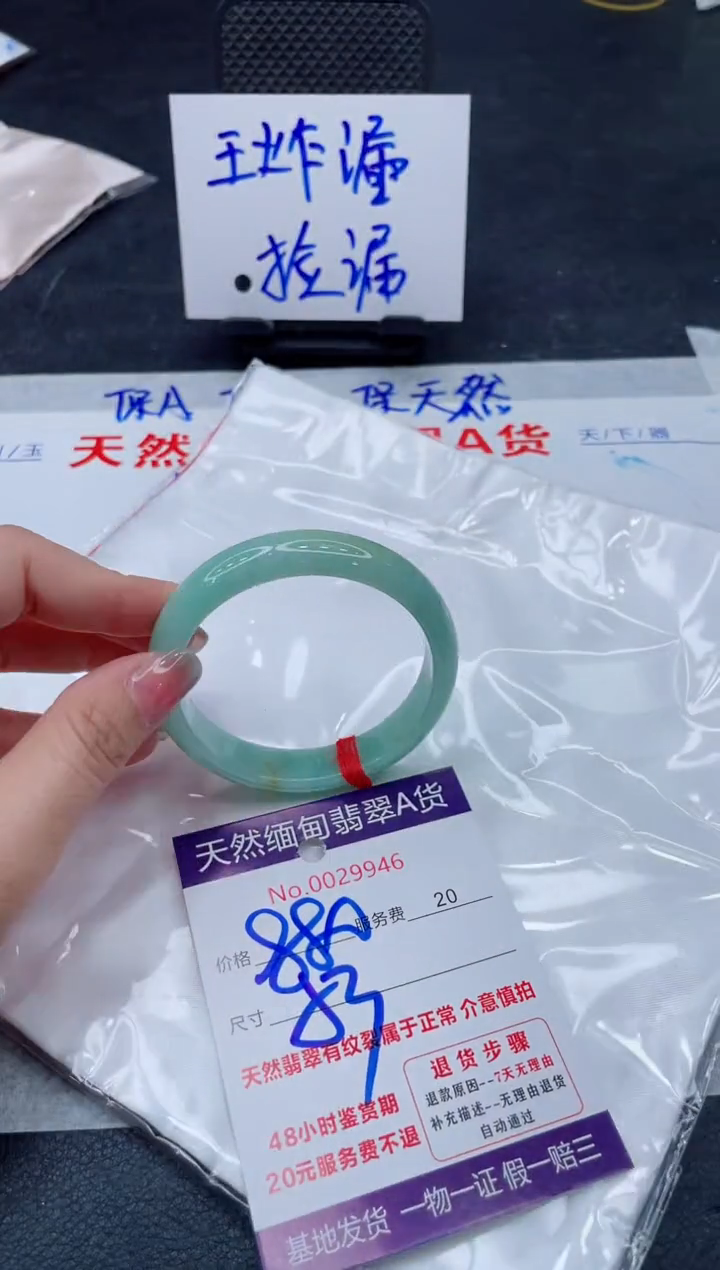 王炸漏
捡漏
保A
保天然
天然
A货
天/下/赐
/玉
天然缅甸翡翠A货
No.0029946
价格
服务费 20
尺寸
天然翡翠有纹裂属于正常 介意慎拍
48小时鉴赏期
20元服务费不退
退货步骤
退款原因--7天无理由
补充描述--无理由退货
自动通过
基地发货 一物一证 假一赔三